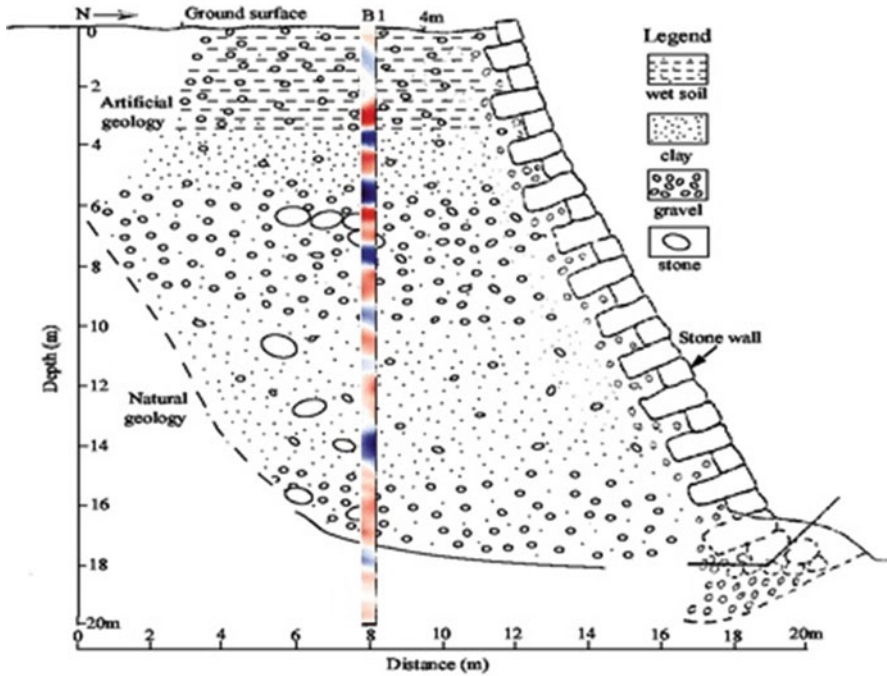 N
Ground surface
B1
4m
Legend
wet soil
clay
gravel
stone
Artificial
geology
Natural
geology
Stone wall
Depth (m)
0
2
4
6
8
10
12
14
16
18
-20m
0
2
4
6
8
10
12
14
16
18
20m
Distance (m)